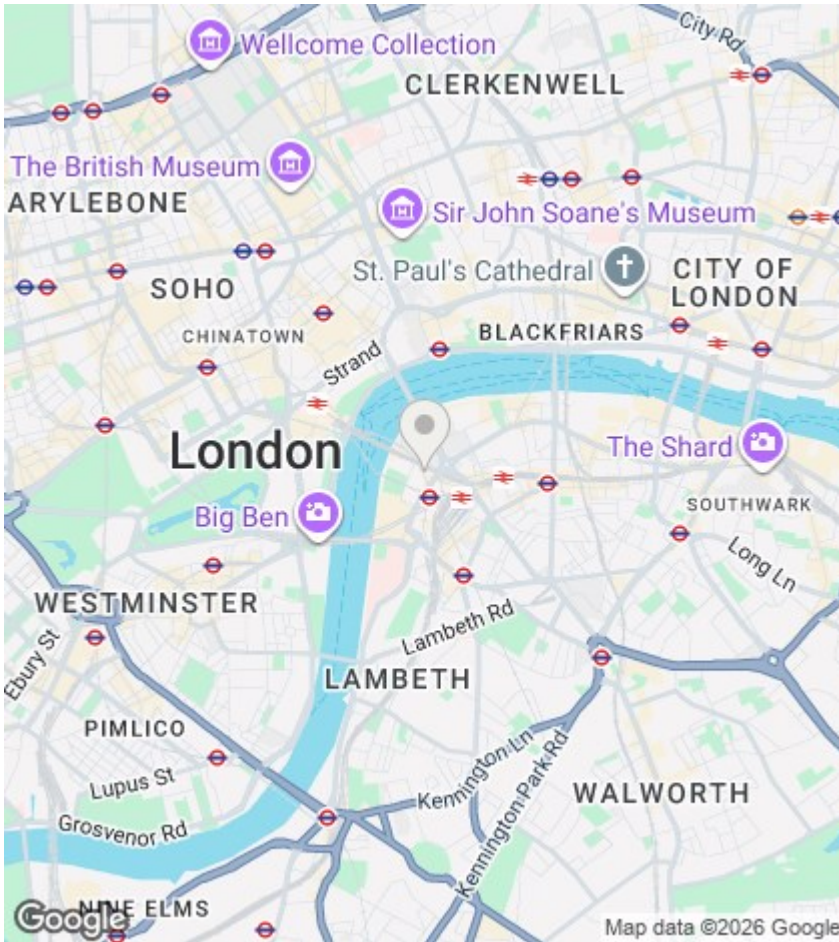 City Rd
Wellcome Collection
CLERKENWELL
The British Museum
ARYLEBONE
Sir John Soane's Museum
St. Paul's Cathedral
CITY OF
LONDON
SOHO
CHINATOWN
BLACKFRIARS
Strand
London
The Shard
Big Ben
SOUTHWARK
Long Ln
WESTMINSTER
Lambeth Rd
Ebury St
LAMBETH
PIMLICO
Kennington Ln
Kennington Park Rd
Lupus St
WALWORTH
Grosvenor Rd
NINE ELMS
Google
Map data ©2026 Google